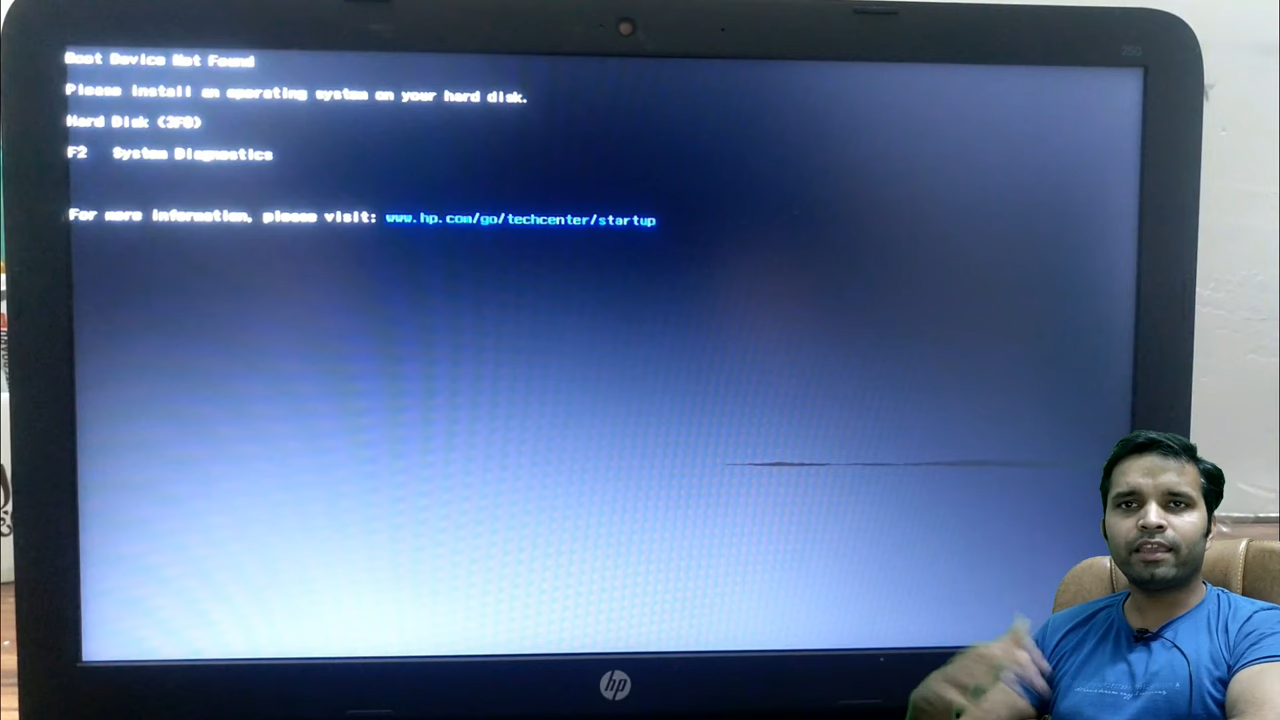 250
Boot Device Not Found
Please install an operating system on your hard disk.
Hard Disk (3F0)
F2 System Diagnostics
For more information, please visit: www.hp.com/go/techcenter/startup
hp